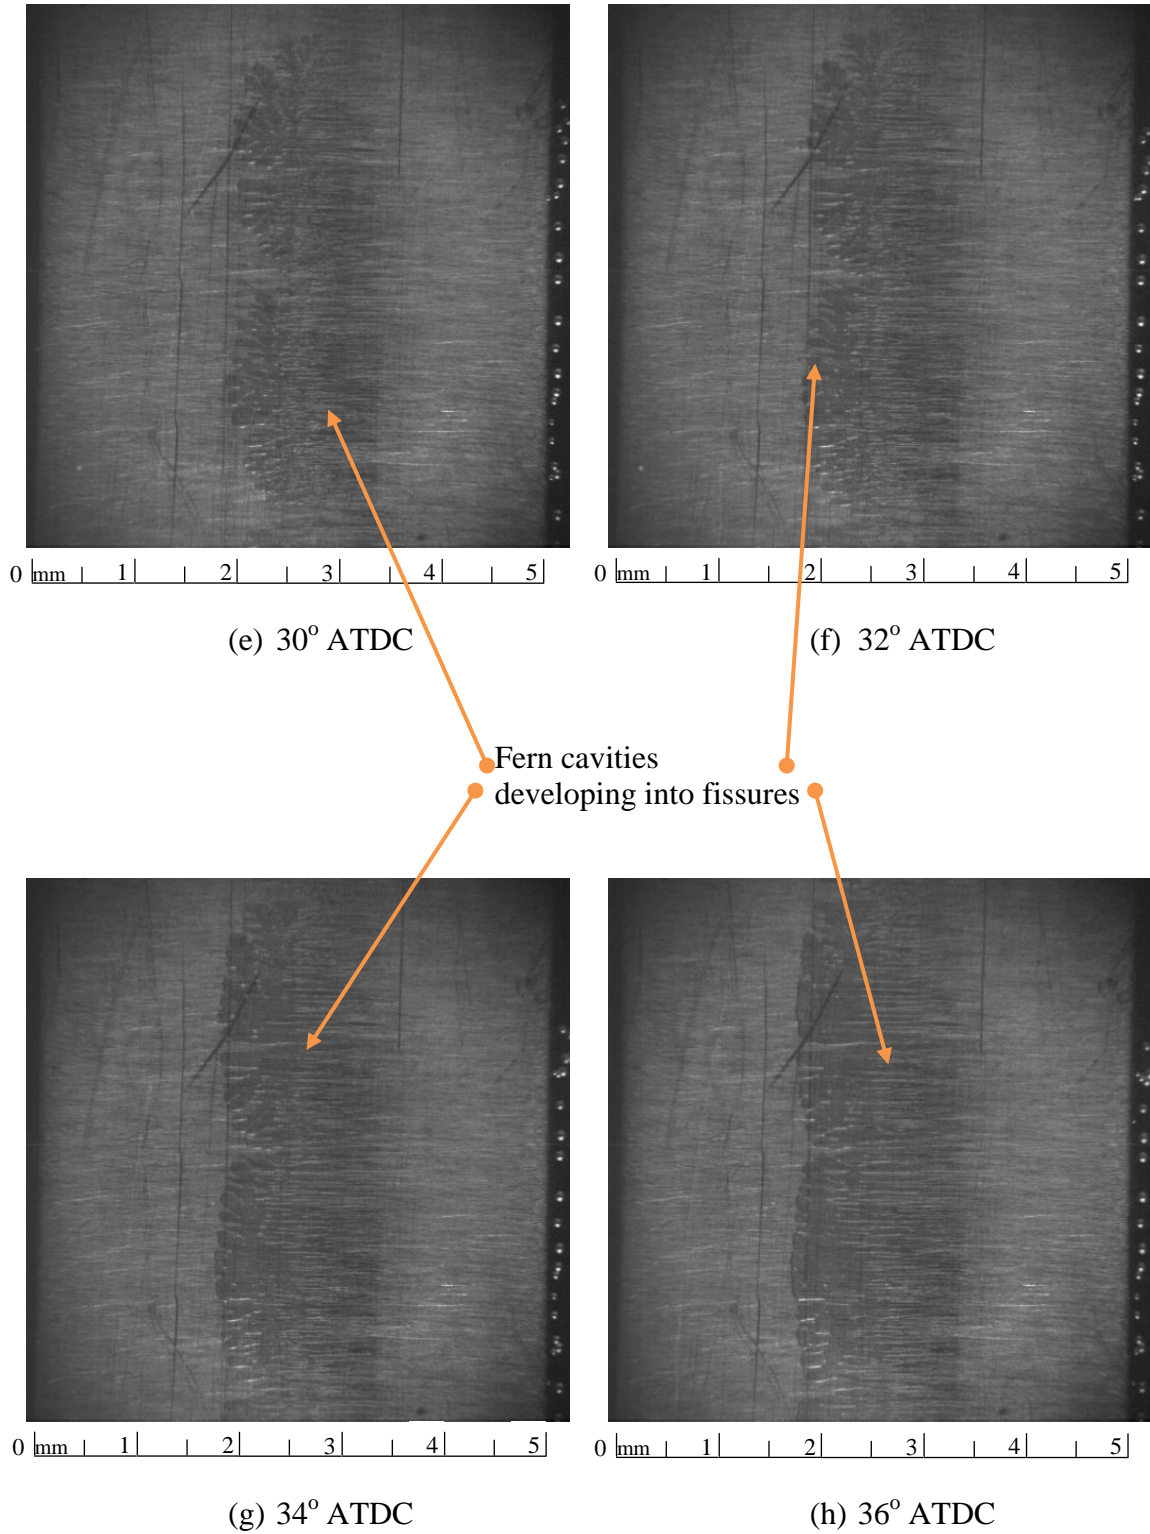 0 mm 1 2 3 4 5
0 mm 1 2 3 4 5
(e) 30° ATDC
(f) 32° ATDC
Fern cavities
developing into fissures
0 mm 1 2 3 4 5
0 mm 1 2 3 4 5
(g) 34° ATDC
(h) 36° ATDC